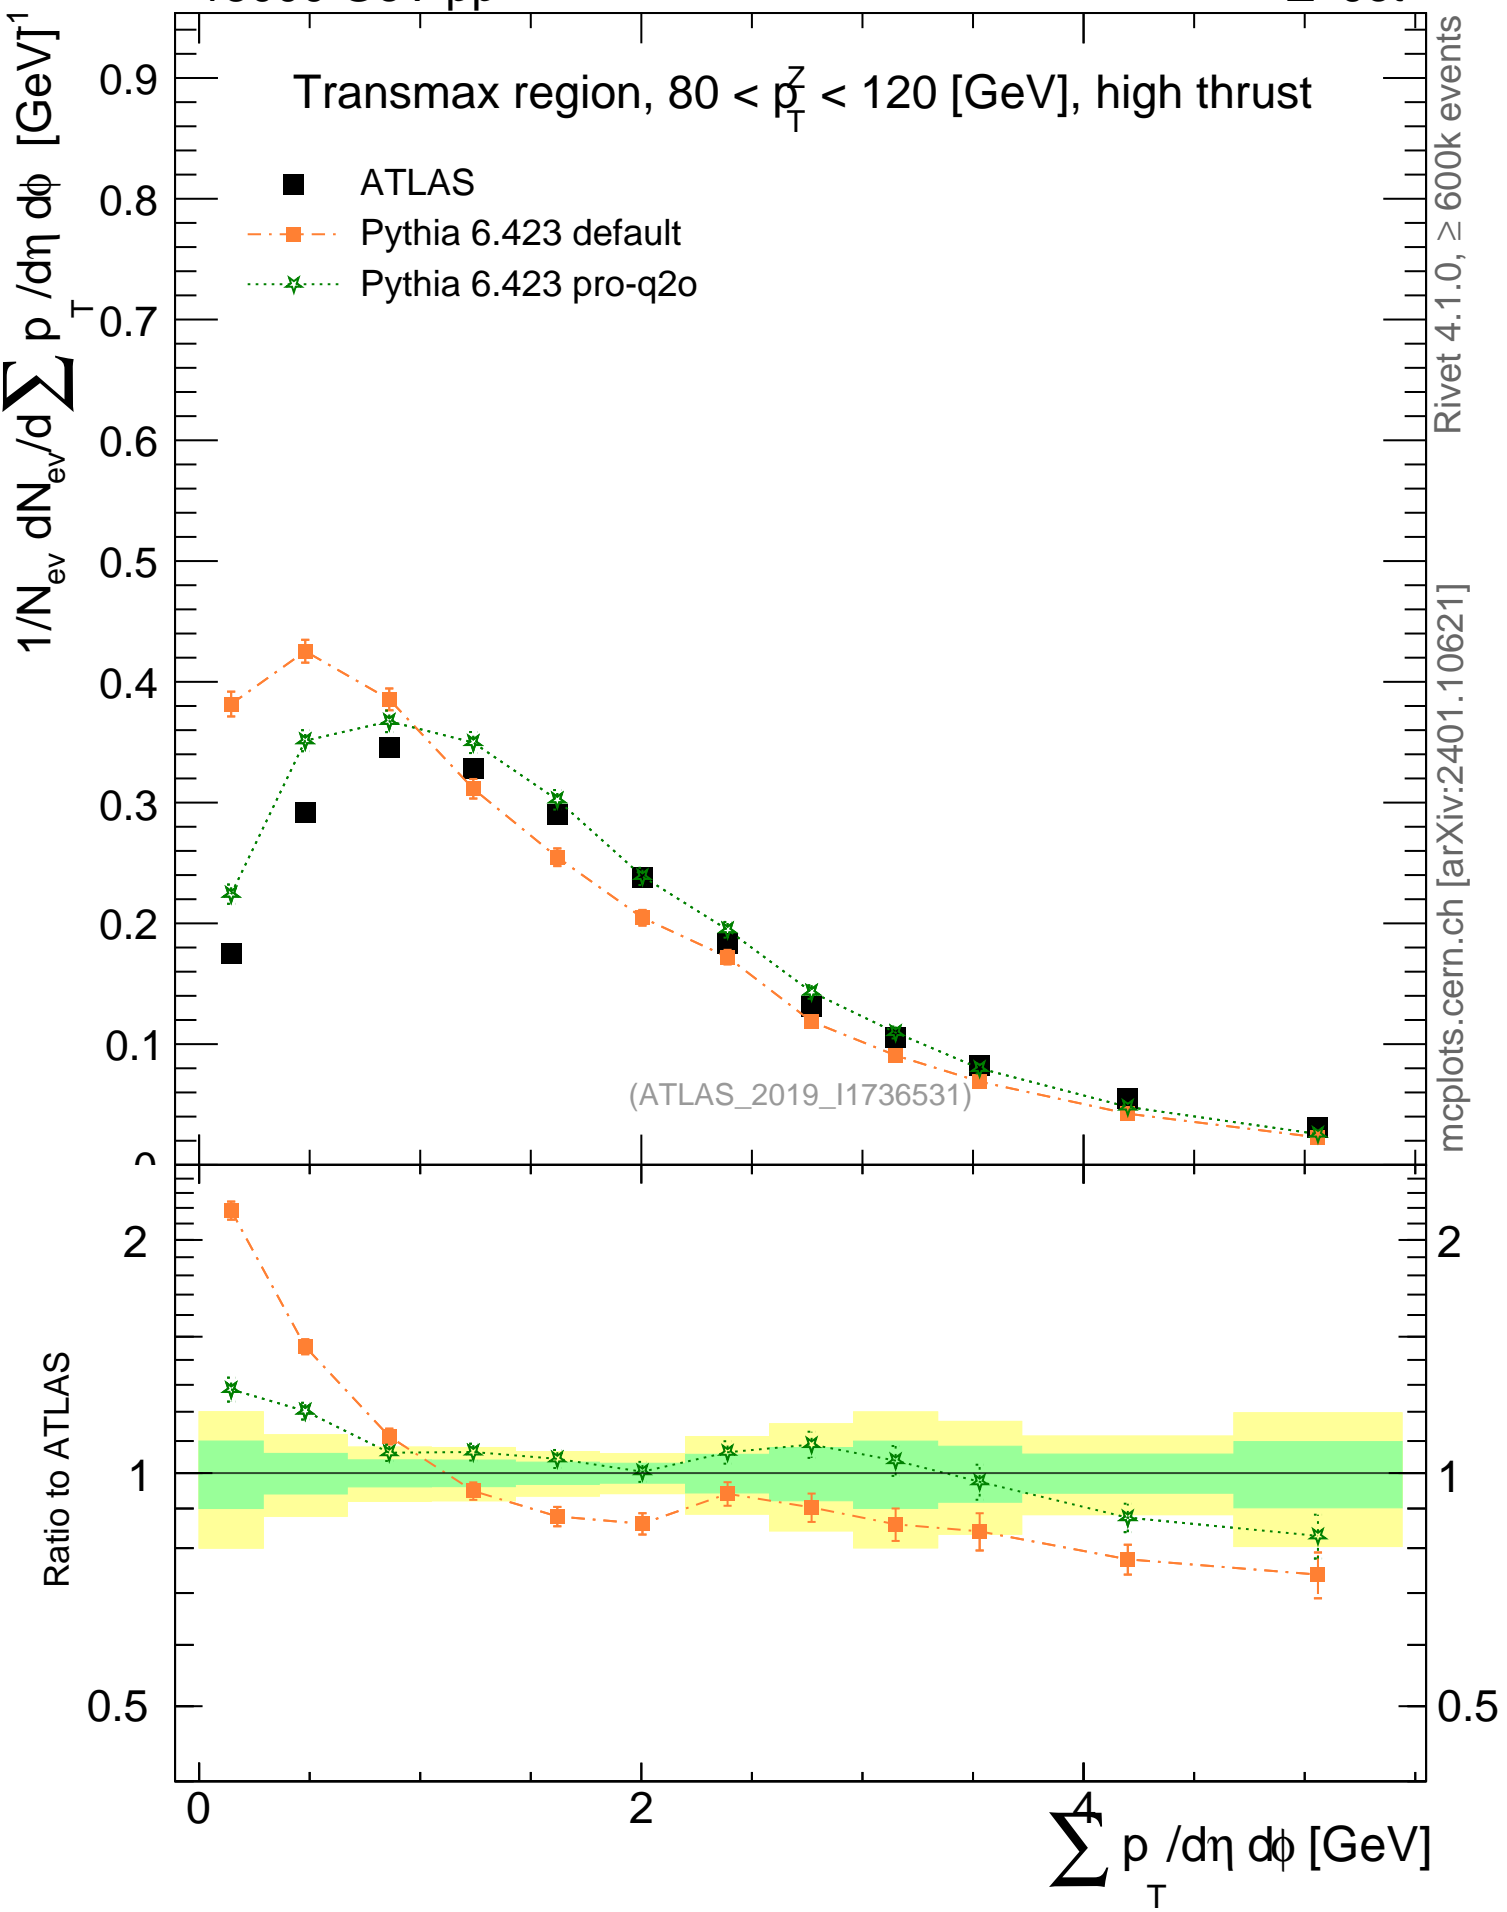 Transmax region, 80 < p_T^Z < 120 [GeV], high thrust
ATLAS
Pythia 6.423 default
Pythia 6.423 pro-q2o
1/N_ev dN_ev/d∑ p_T/dη dφ [GeV]^-1
0.9
0.8
0.7
0.6
0.5
0.4
0.3
0.2
0.1
0
(ATLAS_2019_I1736531)
Rivet 4.1.0, ≥ 600k events
mcplots.cern.ch [arXiv:2401.10621]
Ratio to ATLAS
2
1
0.5
2
1
0.5
0
2
4
∑ p_T/dη dφ [GeV]